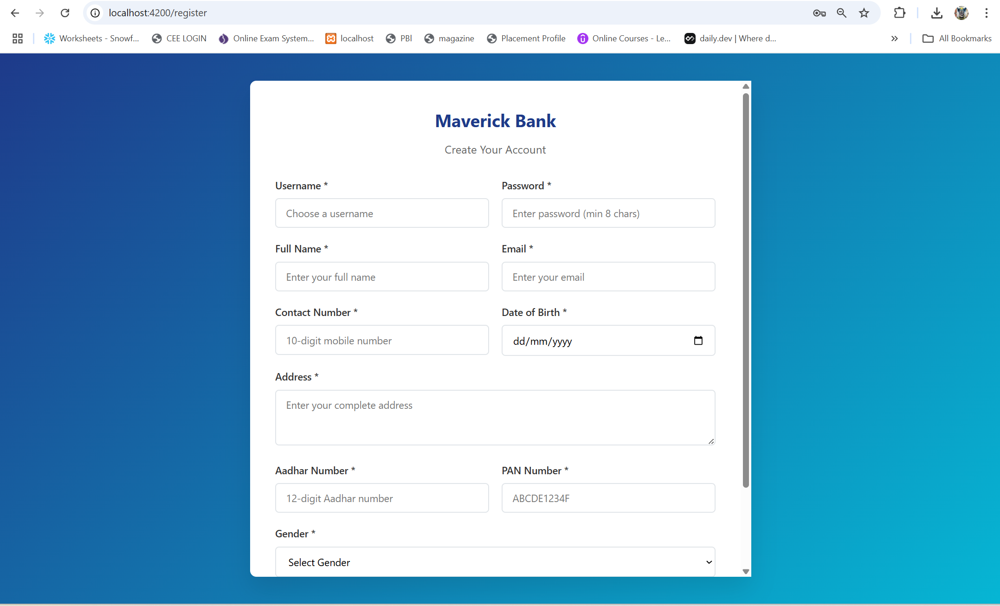 localhost:4200/register
Worksheets - Snowf... CEE LOGIN Online Exam System... localhost PBI magazine Placement Profile Online Courses - Le... daily.dev | Where d... All Bookmarks
Maverick Bank
Create Your Account
Username * Password *
Choose a username Enter password (min 8 chars)
Full Name * Email *
Enter your full name Enter your email
Contact Number * Date of Birth *
10-digit mobile number dd/mm/yyyy
Address *
Enter your complete address
Aadhar Number * PAN Number *
12-digit Aadhar number ABCDE1234F
Gender *
Select Gender